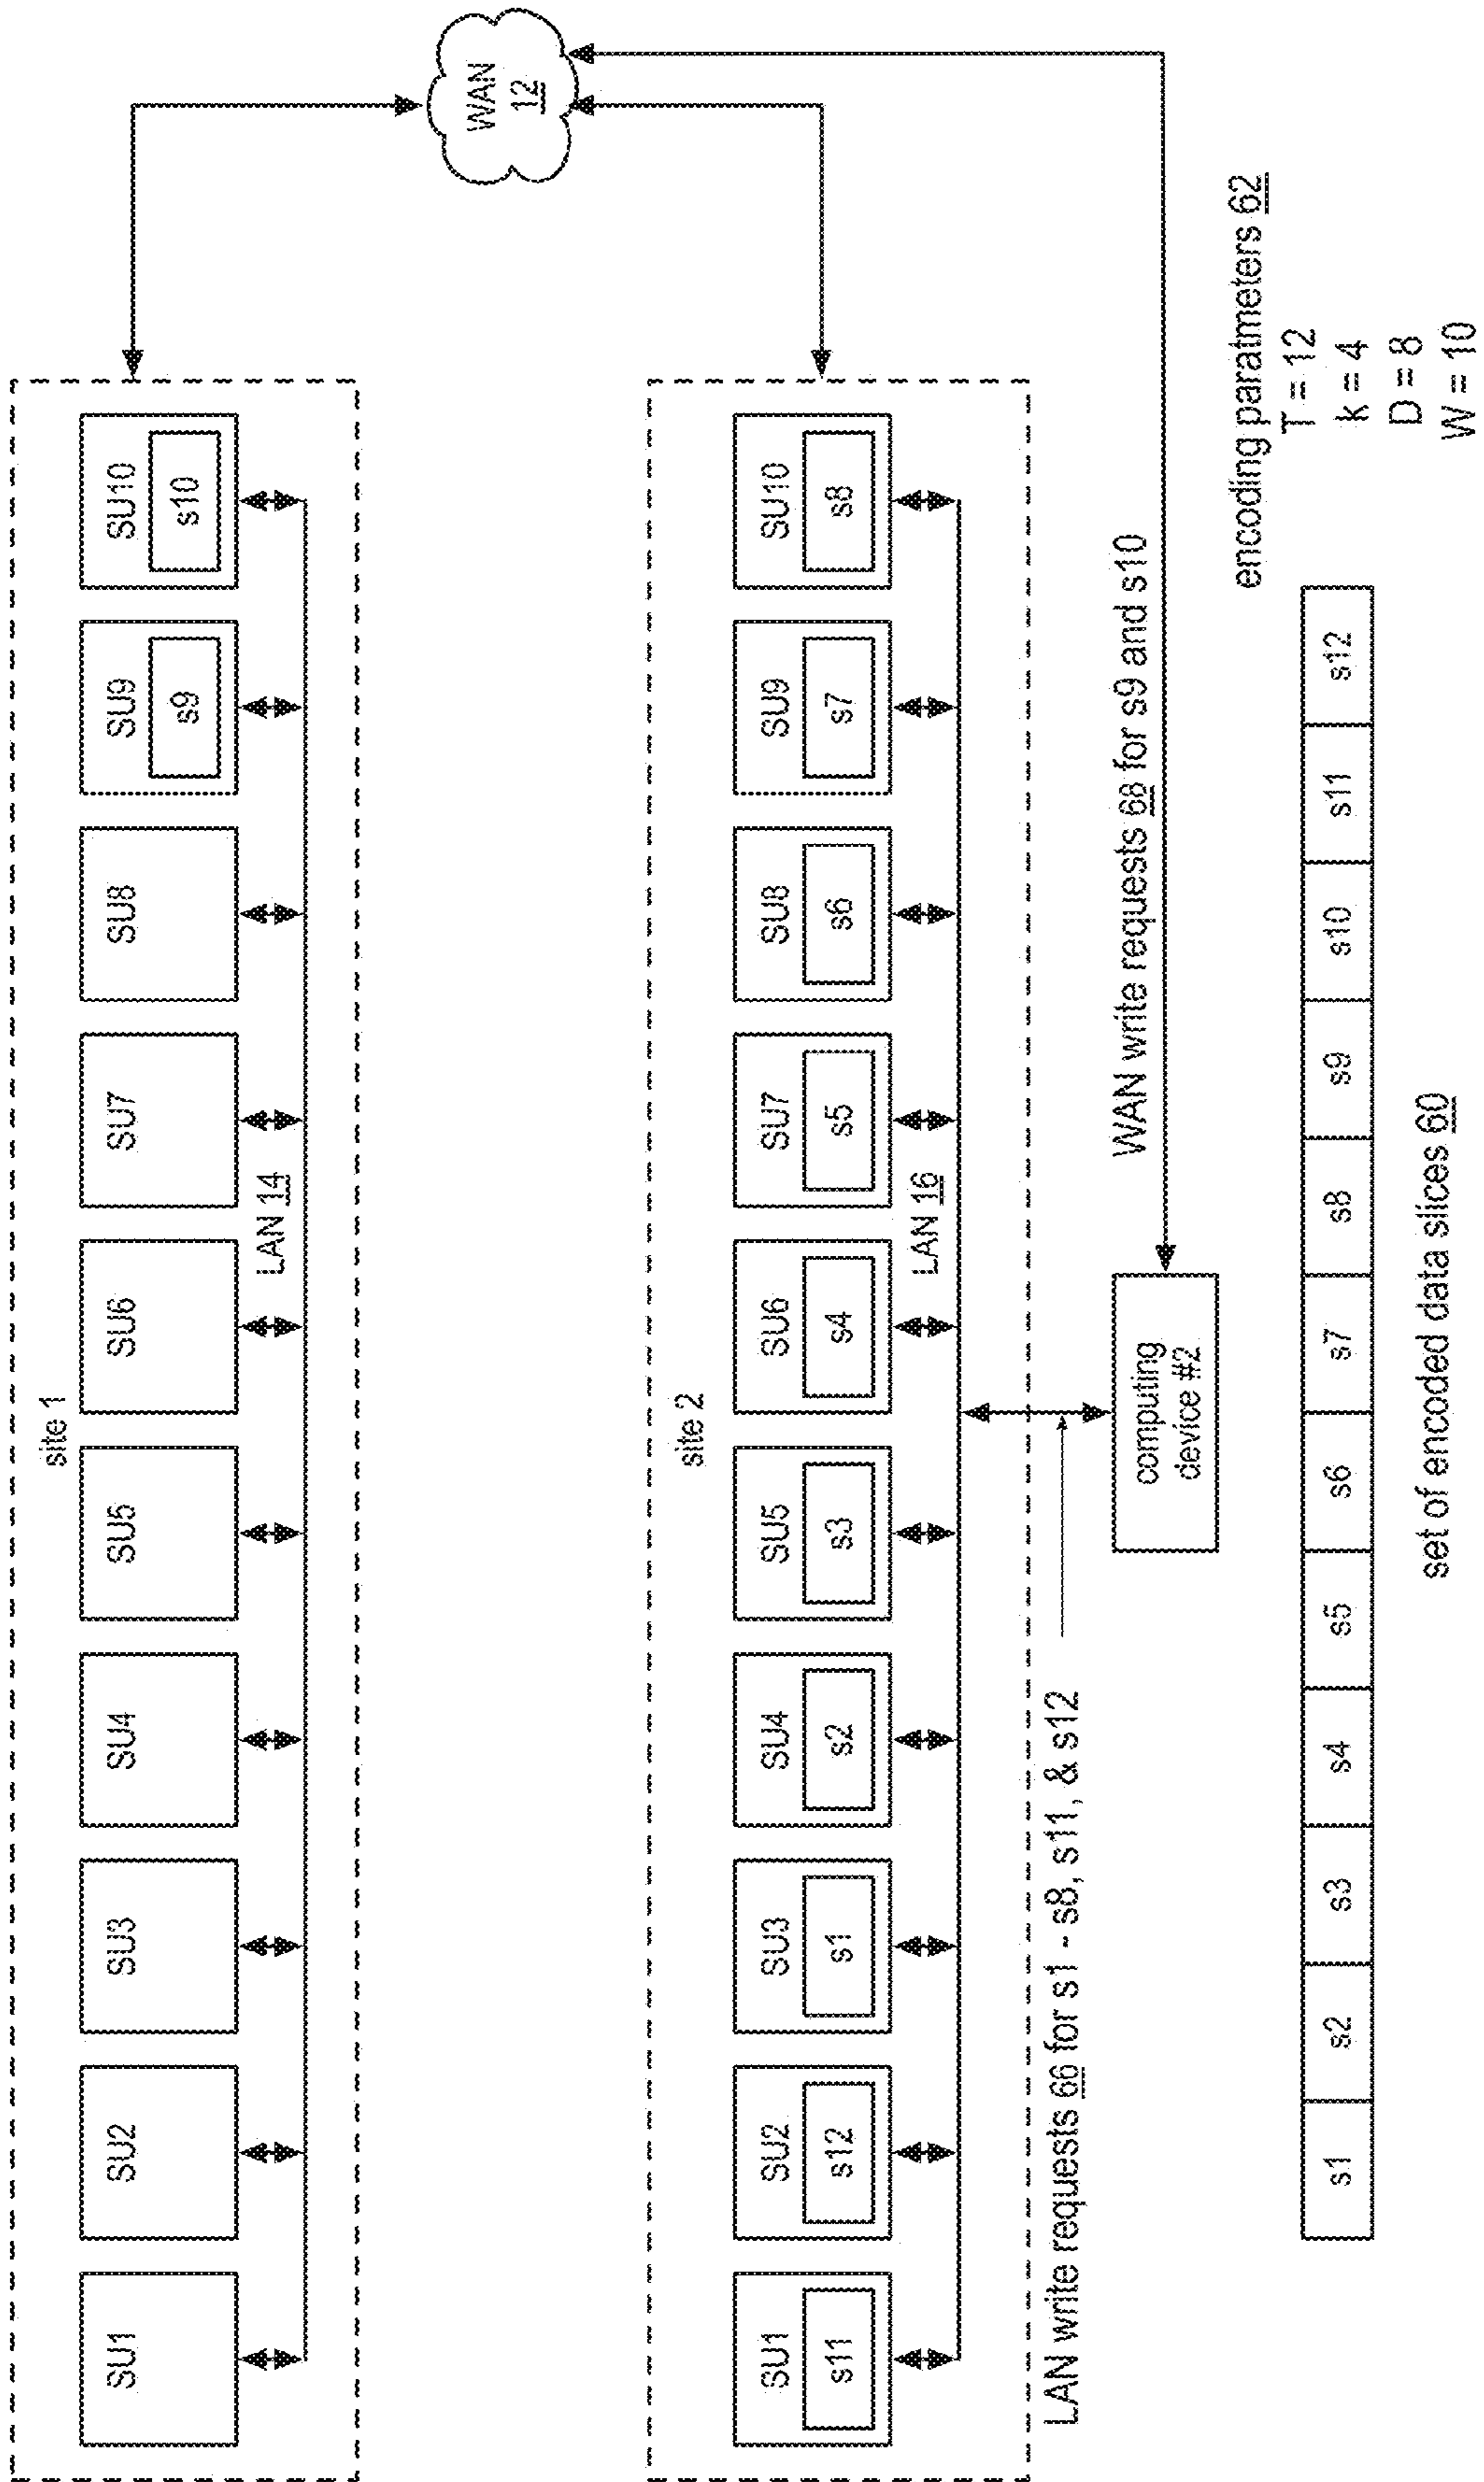 site 1
SU1
SU2
SU3
SU4
SU5
SU6
SU7
SU8
SU9
SU10
s9
s10
LAN 14
WAN
12
site 2
SU1
SU2
SU3
SU4
SU5
SU6
SU7
SU8
SU9
SU10
s11
s12
s1
s2
s3
s4
s5
s6
s7
s8
LAN 16
LAN write requests 66 for s1 - s8, s11, & s12
WAN write requests 68 for s9 and s10
computing
device #2
encoding paratmeters 62
T = 12
k = 4
D = 8
W = 10
s1 s2 s3 s4 s5 s6 s7 s8 s9 s10 s11 s12
set of encoded data slices 60